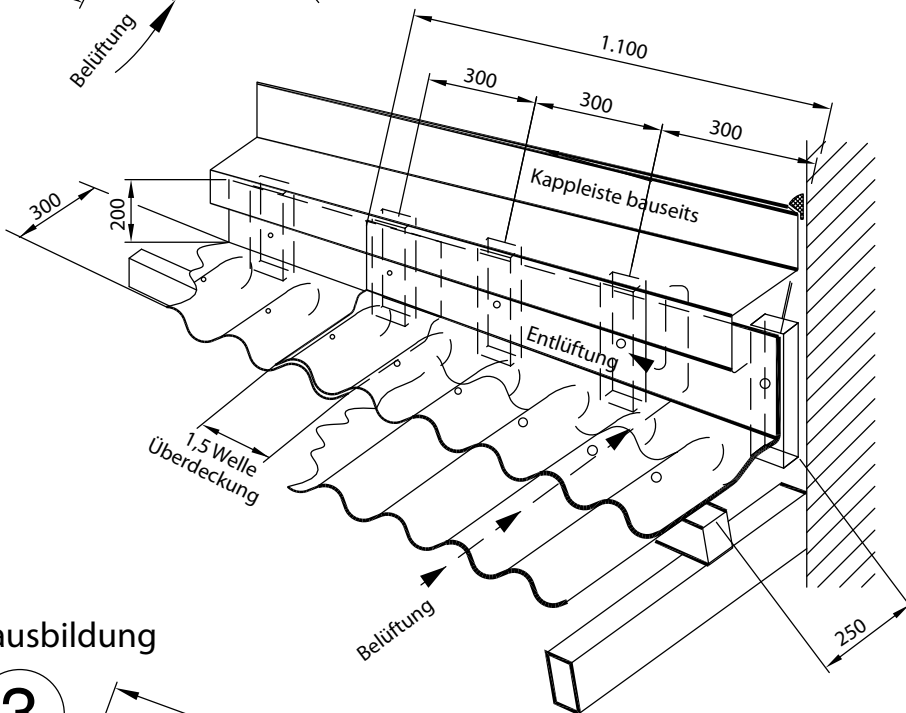 Belüftung
1.100
300
300
300
Kappleiste bauseits
300
200
Entlüftung
1,5 Welle
Überdeckung
Belüftung
250
ausbildung
3